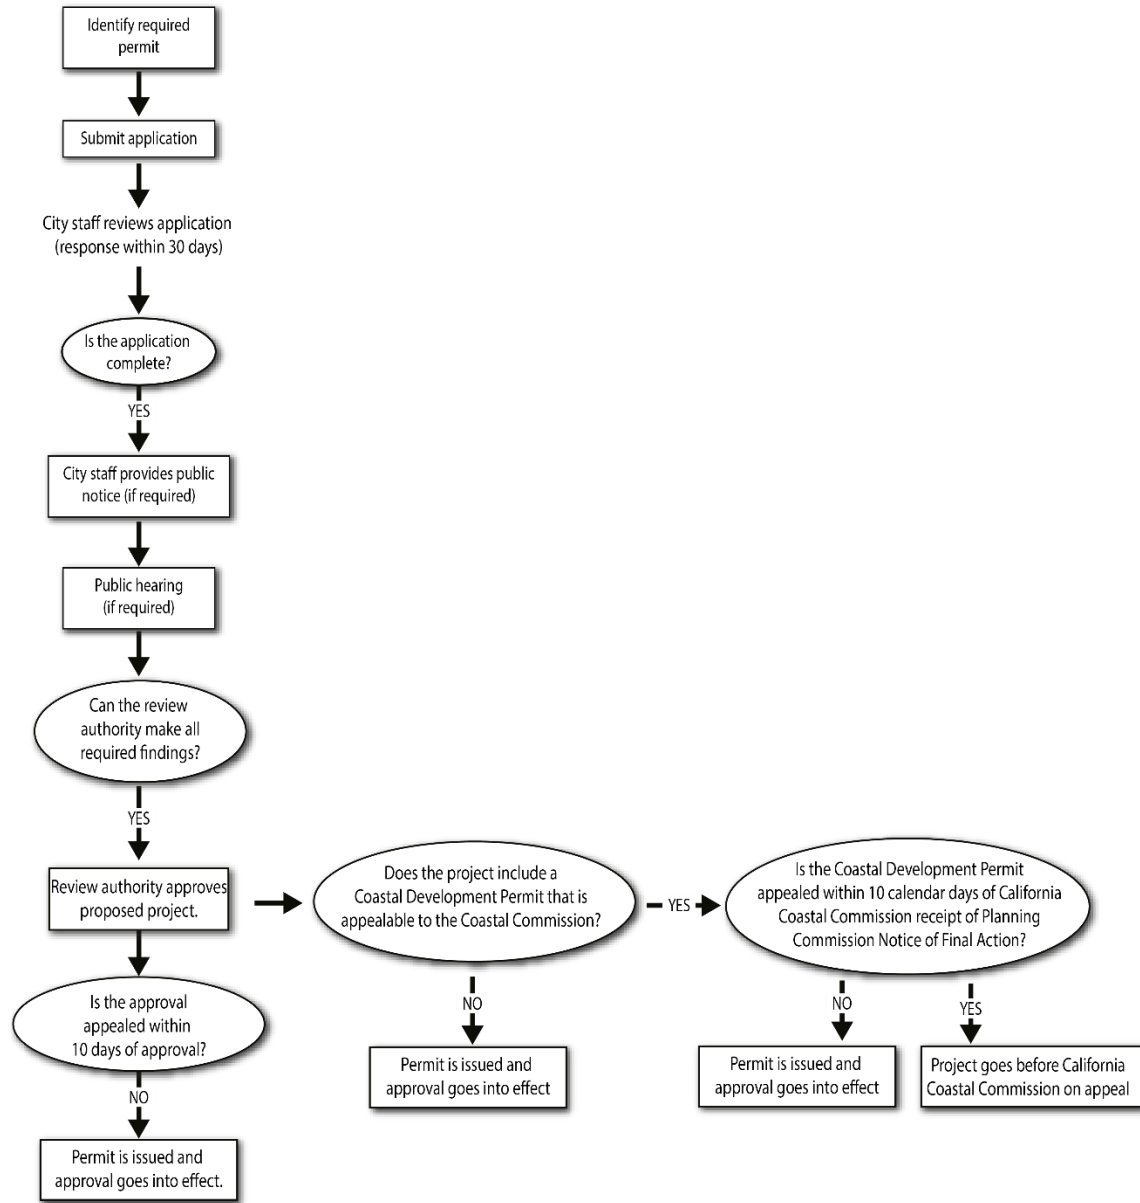 Identify required
permit
Submit application
City staff reviews application
(response within 30 days)
Is the application
complete?
YES
City staff provides public
notice (if required)
Public hearing
(if required)
Can the review
authority make all
required findings?
YES
Review authority approves
proposed project.
Is the approval
appealed within
10 days of approval?
NO
Permit is issued and
approval goes into effect.
Does the project include a
Coastal Development Permit that is
appealable to the Coastal Commission?
YES
NO
Permit is issued and
approval goes into effect
Is the Coastal Development Permit
appealed within 10 calendar days of California
Coastal Commission receipt of Planning
Commission Notice of Final Action?
NO
Permit is issued and
approval goes into effect
YES
Project goes before California
Coastal Commission on appeal